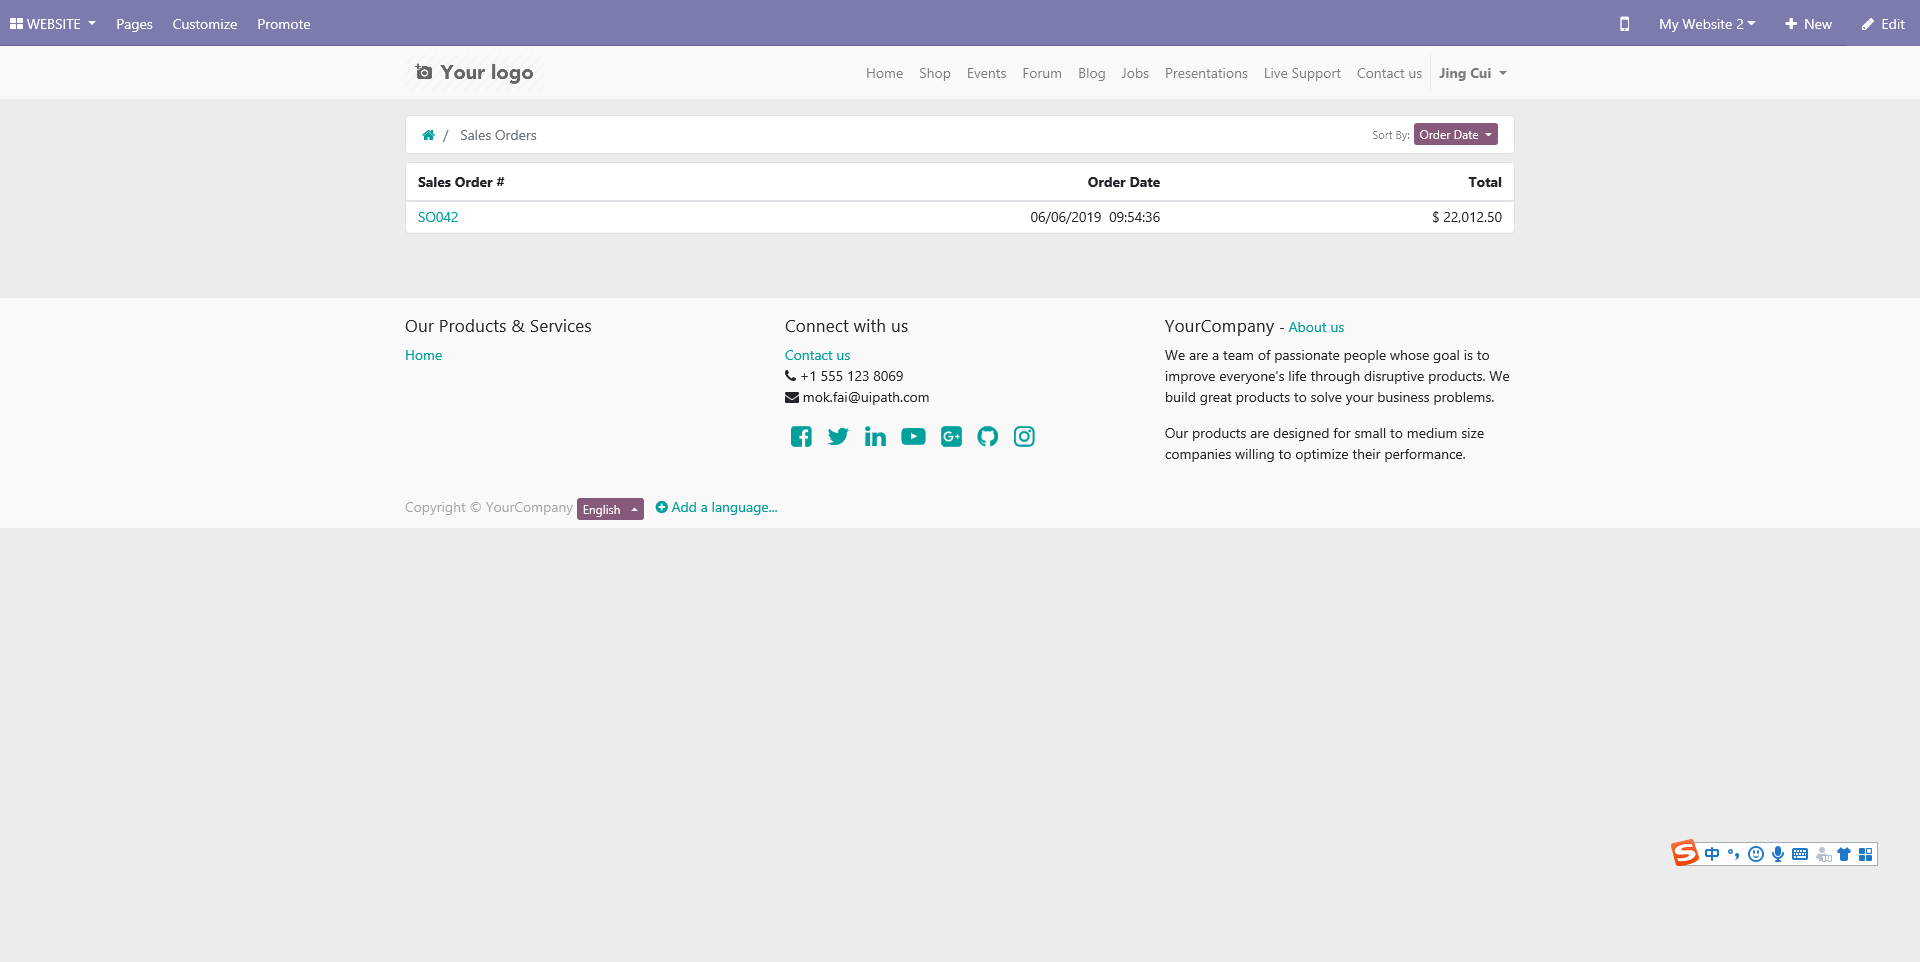 WEBSITE Pages Customize Promote My Website 2 New Edit
Your logo Home Shop Events Forum Blog Jobs Presentations Live Support Contact us Jing Cui
/ Sales Orders Sort By: Order Date
Sales Order # Order Date Total
SO042 06/06/2019 09:54:36 $ 22,012.50
Our Products & Services
Home
Connect with us
Contact us
+1 555 123 8069
mok.fai@uipath.com
YourCompany - About us
We are a team of passionate people whose goal is to
improve everyone's life through disruptive products. We
build great products to solve your business problems.
Our products are designed for small to medium size
companies willing to optimize their performance.
Copyright © YourCompany English Add a language...
中